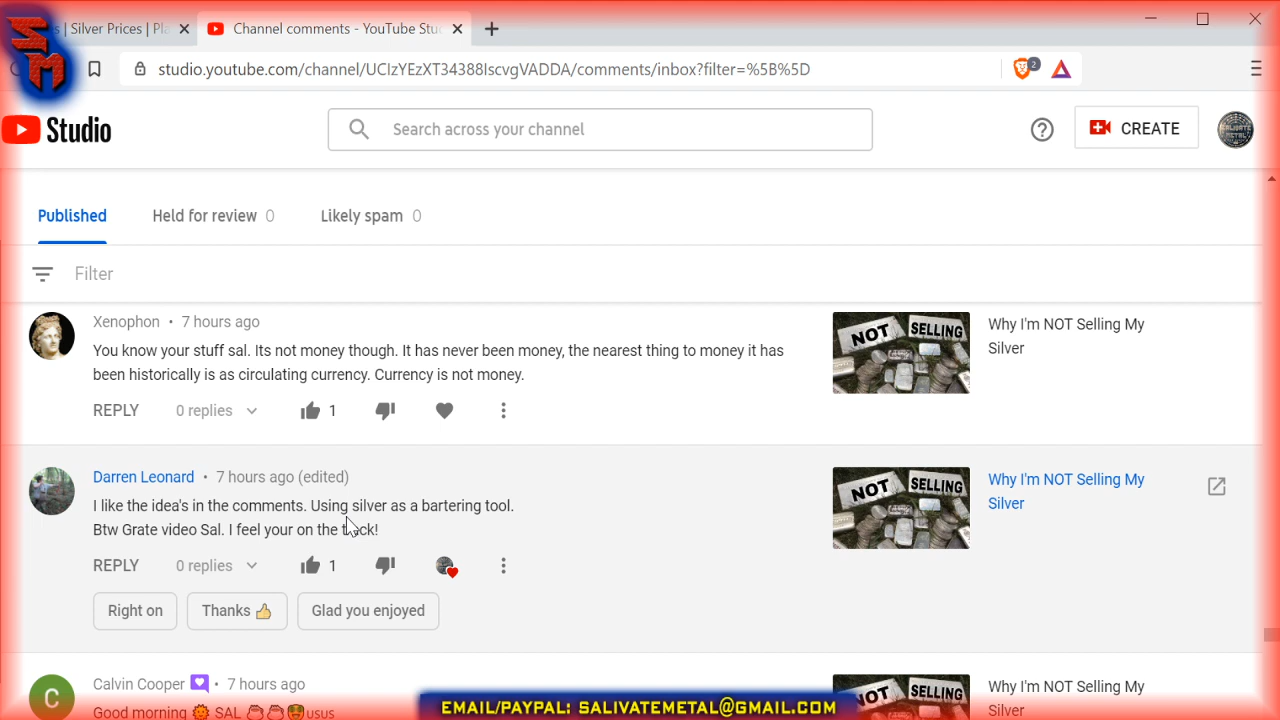 SM
| Silver Prices | Pla
Channel comments - YouTube Stu
studio.youtube.com/channel/UCIzYEzXT34388IscvgVADDA/comments/inbox?filter=%5B%5D
2
Studio
Search across your channel
CREATE
SALIVATE METAL
Published
Held for review 0
Likely spam 0
Filter
Xenophon • 7 hours ago
You know your stuff sal. Its not money though. It has never been money, the nearest thing to money it has
been historically is as circulating currency. Currency is not money.
REPLY
0 replies
1
NOT SELLING
Why I'm NOT Selling My
Silver
Darren Leonard • 7 hours ago (edited)
I like the idea's in the comments. Using silver as a bartering tool.
Btw Grate video Sal. I feel your on the track!
REPLY
0 replies
1
Right on
Thanks 👍
Glad you enjoyed
NOT SELLING
Why I'm NOT Selling My
Silver
C
Calvin Cooper • 7 hours ago
Good morning SAL usus
NOT SELLING
Why I'm NOT Selling My
Silver
EMAIL/PAYPAL: SALIVATEMETAL@GMAIL.COM